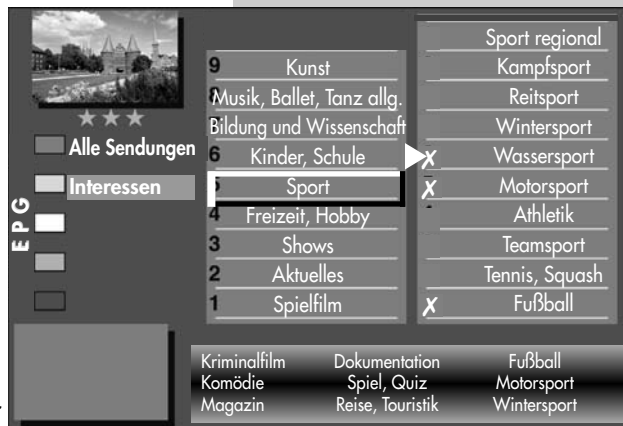 Alle Sendungen
Interessen
EPG
9 Kunst
8 Musik, Ballet, Tanz allg.
Bildung und Wissenschaft
6 Kinder, Schule
5 Sport
4 Freizeit, Hobby
3 Shows
2 Aktuelles
1 Spielfilm
Sport regional
Kampfsport
Reitsport
Wintersport
X Wassersport
X Motorsport
Athletik
Teamsport
Tennis, Squash
X Fußball
Kriminalfilm Dokumentation Fußball
Komödie Spiel, Quiz Motorsport
Magazin Reise, Touristik Wintersport